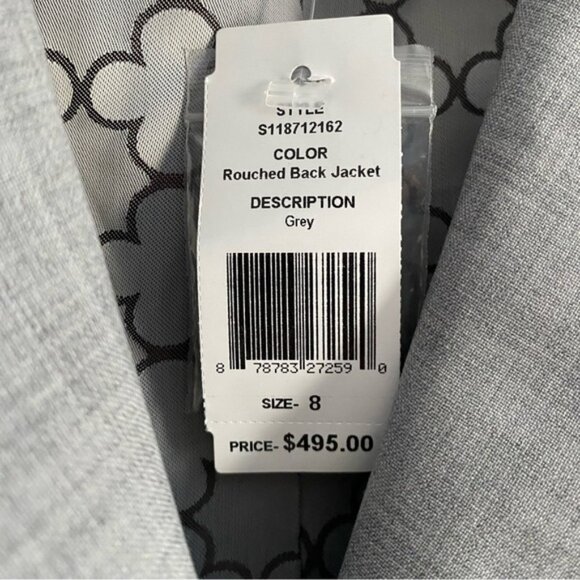 STYLE
S118712162
COLOR
Rouched Back Jacket
DESCRIPTION
Grey
8 78783 27259 0
SIZE- 8
PRICE- $495.00